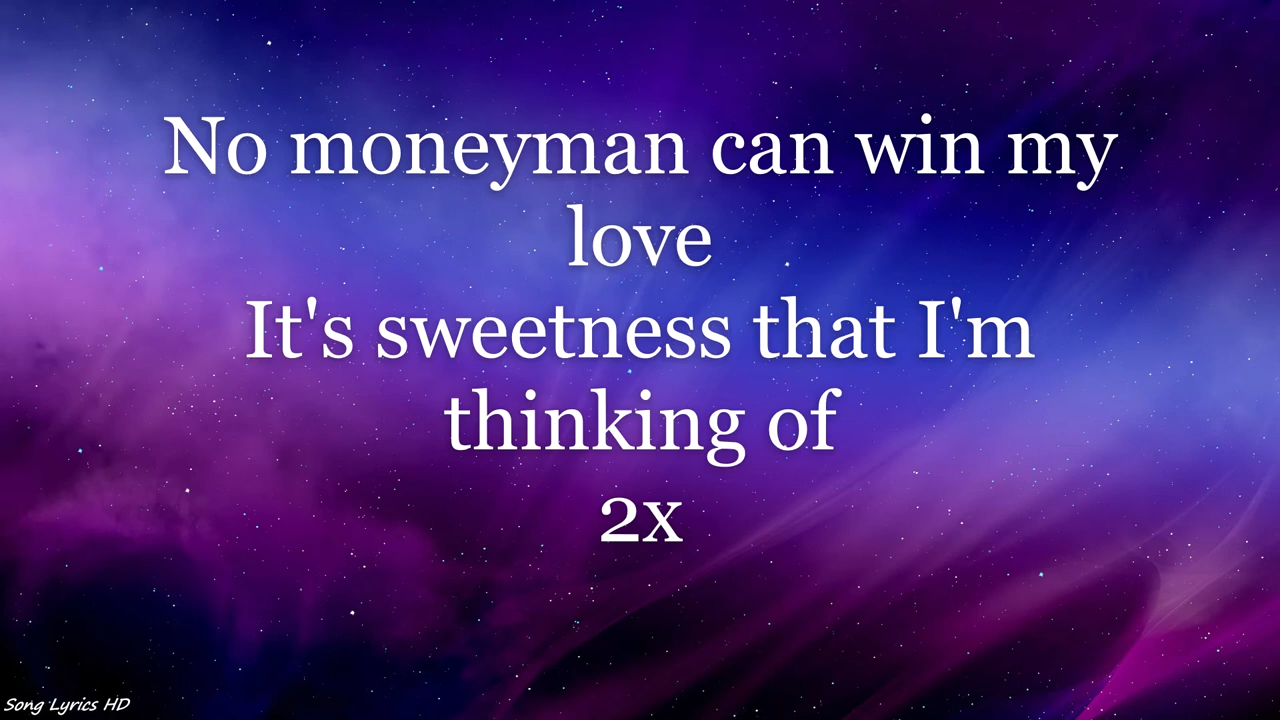 No moneyman can win my
love
It's sweetness that I'm
thinking of
2x
Song Lyrics HD